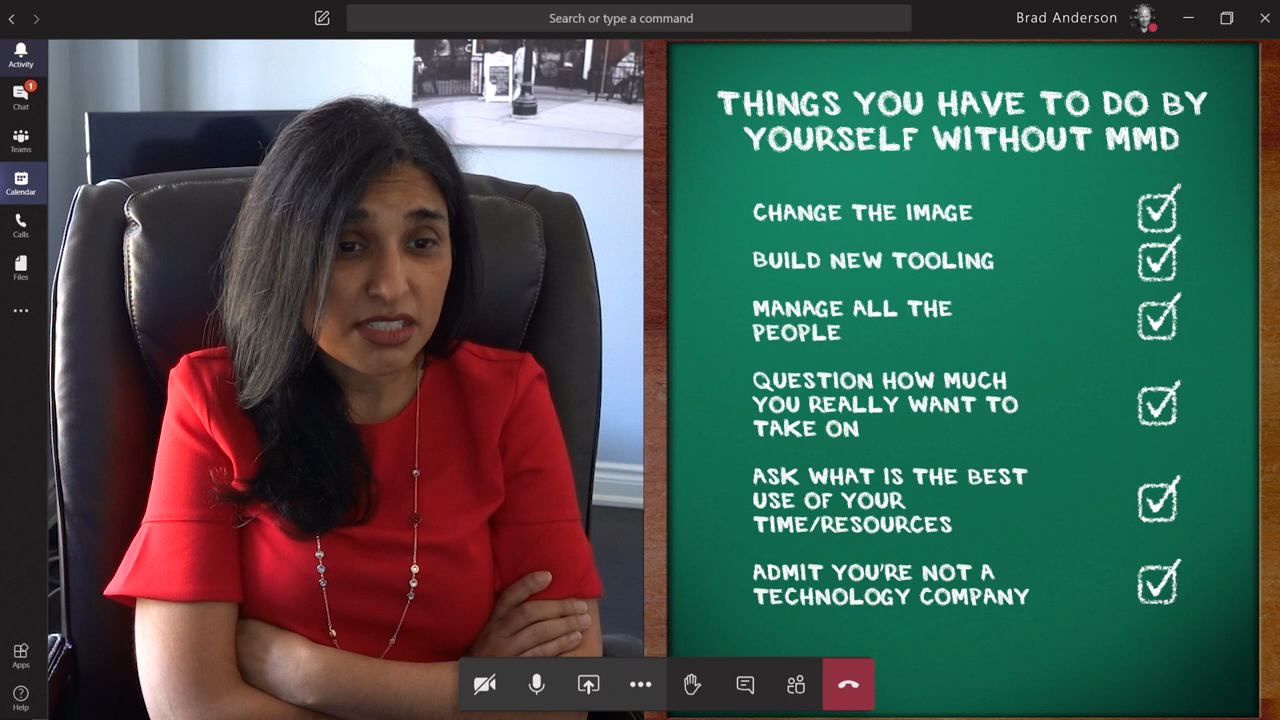 Search or type a command
Brad Anderson
Activity
1
Chat
Teams
Calendar
Calls
Files
Apps
Help
THINGS YOU HAVE TO DO BY
YOURSELF WITHOUT MMD
CHANGE THE IMAGE
BUILD NEW TOOLING
MANAGE ALL THE
PEOPLE
QUESTION HOW MUCH
YOU REALLY WANT TO
TAKE ON
ASK WHAT IS THE BEST
USE OF YOUR
TIME/RESOURCES
ADMIT YOU'RE NOT A
TECHNOLOGY COMPANY